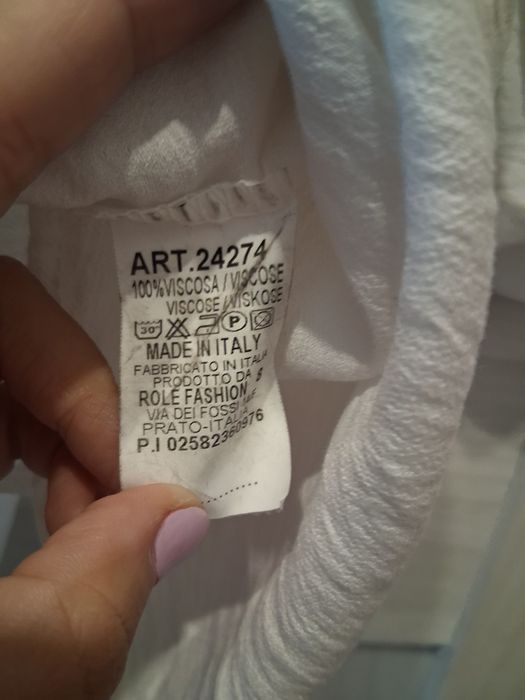 ART.24274
100%VISCOSA / VISCOSE
VISCOSE / VISKOSE
30 P
MADE IN ITALY
FABBRICATO IN ITALIA
PRODOTTO DA
ROLE FASHION
VIA DEI FOSSI
PRATO-ITALIA
P.I 02582360976